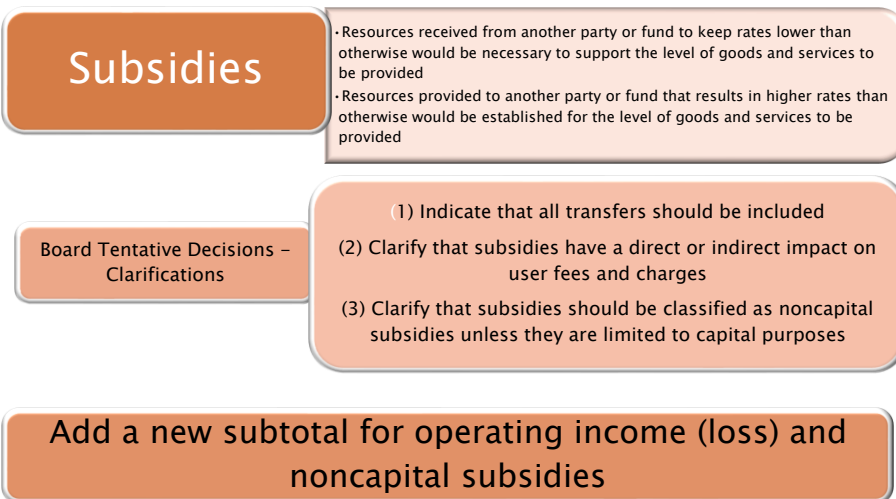 Subsidies
•Resources received from another party or fund to keep rates lower than
otherwise would be necessary to support the level of goods and services to
be provided
•Resources provided to another party or fund that results in higher rates than
otherwise would be established for the level of goods and services to be
provided
Board Tentative Decisions –
Clarifications
(1) Indicate that all transfers should be included
(2) Clarify that subsidies have a direct or indirect impact on
user fees and charges
(3) Clarify that subsidies should be classified as noncapital
subsidies unless they are limited to capital purposes
Add a new subtotal for operating income (loss) and
noncapital subsidies